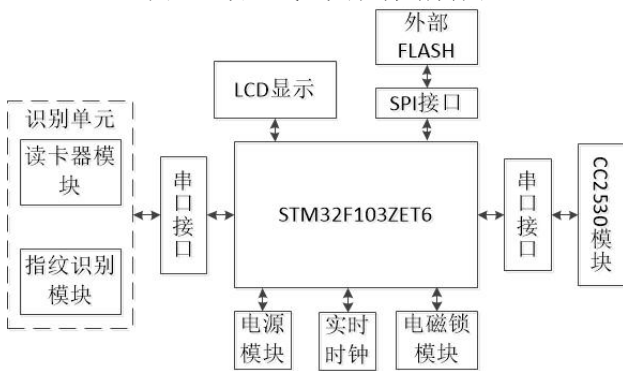 外部
FLASH
LCD显示
SPI接口
识别单元
读卡器模
块
指纹识别
模块
串
口
接
口
STM32F103ZET6
串
口
接
口
CC2530模块
电源
模块
实时
时钟
电磁锁
模块